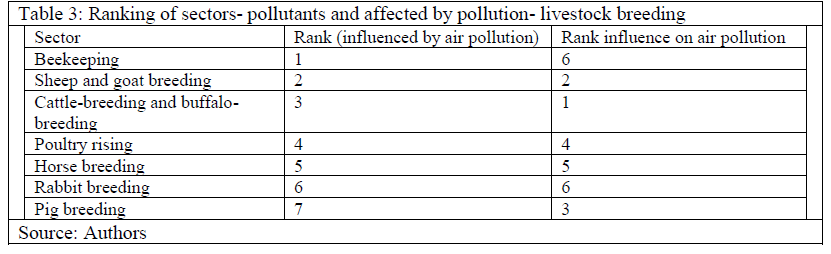 Table 3: Ranking of sectors- pollutants and affected by pollution- livestock breeding
Sector Rank (influenced by air pollution) Rank influence on air pollution
Beekeeping 1 6
Sheep and goat breeding 2 2
Cattle-breeding and buffalo- 3 1
breeding
Poultry rising 4 4
Horse breeding 5 5
Rabbit breeding 6 6
Pig breeding 7 3
Source: Authors